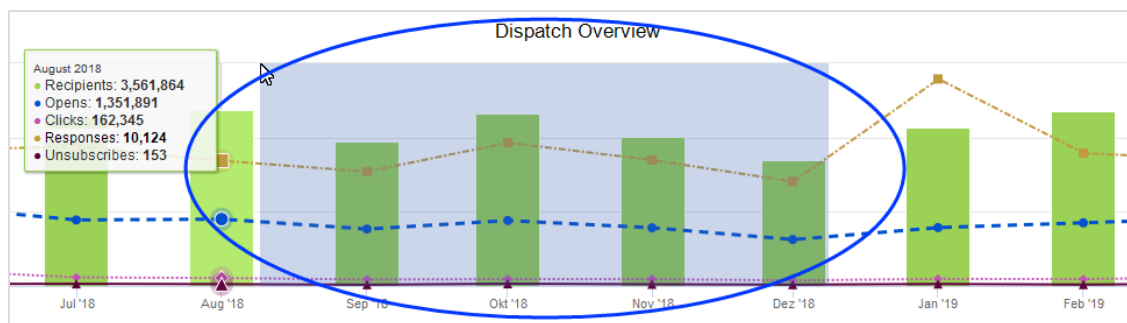 Dispatch Overview
August 2018
Recipients: 3,561,864
Opens: 1,351,891
Clicks: 162,345
Responses: 10,124
Unsubscribes: 153
Jul '18
Aug '18
Sep '18
Okt '18
Nov '18
Dez '18
Jan '19
Feb '19